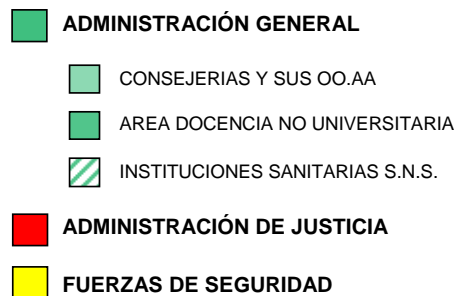 ADMINISTRACIÓN GENERAL
CONSEJERIAS Y SUS OO.AA
AREA DOCENCIA NO UNIVERSITARIA
INSTITUCIONES SANITARIAS S.N.S.
ADMINISTRACIÓN DE JUSTICIA
FUERZAS DE SEGURIDAD